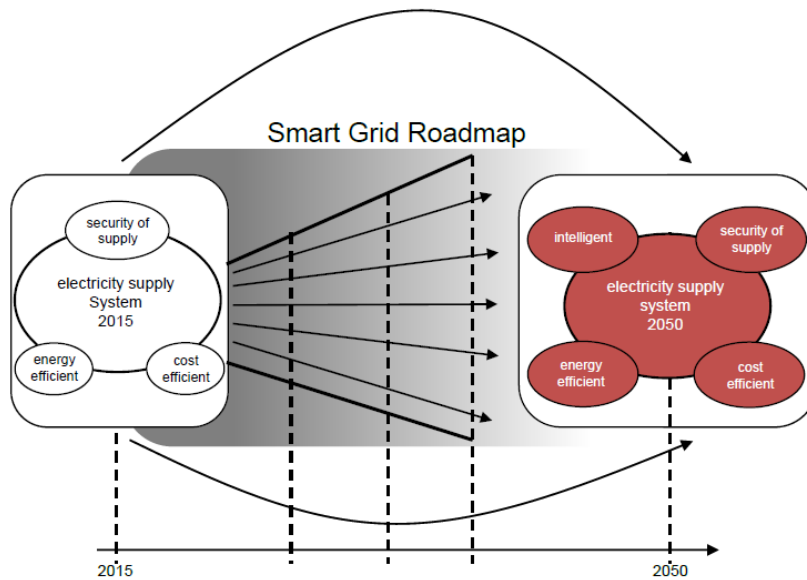 Smart Grid Roadmap
security of
supply
electricity supply
System
2015
energy
efficient
cost
efficient
intelligent
security of
supply
electricity supply
system
2050
energy
efficient
cost
efficient
2015
2050